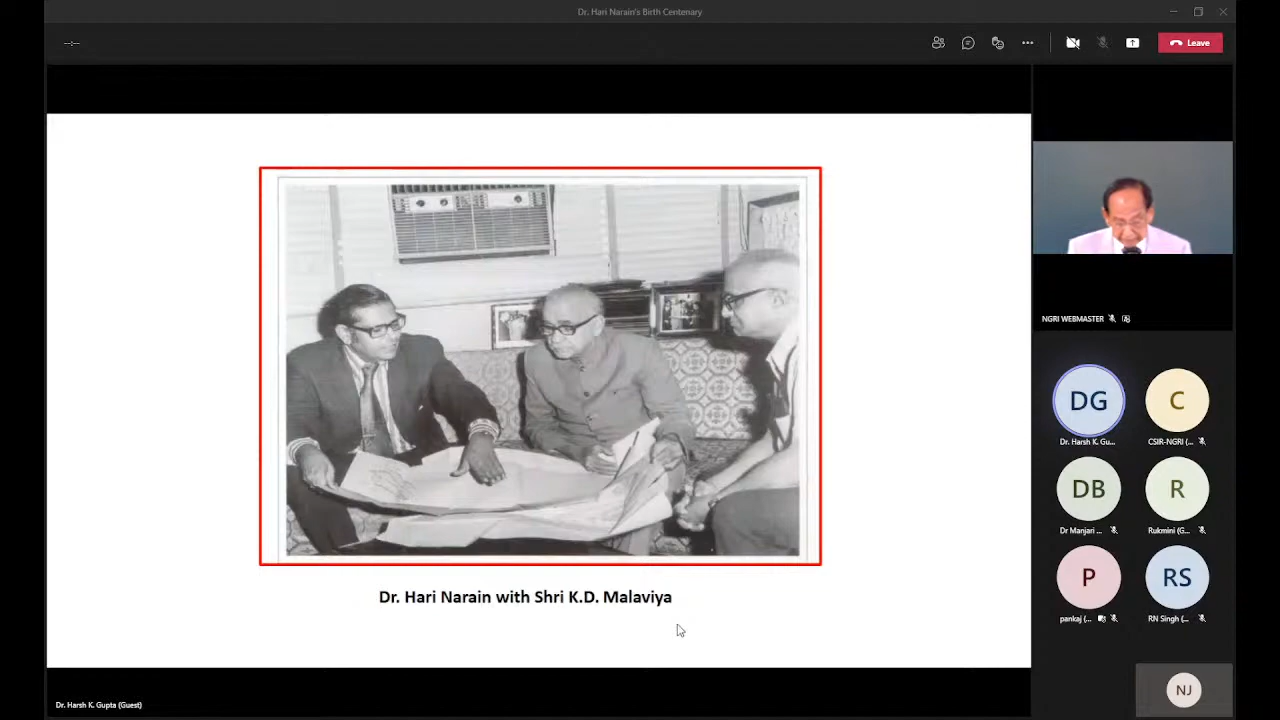 Dr. Hari Narain's Birth Centenary
--:--
Leave
Dr. Hari Narain with Shri K.D. Malaviya
NGRI WEBMASTER
DG
C
Dr. Harsh K. Gu...
CSIR-NGRI (...
DB
R
Dr Manjari ...
Rukmini (G...
P
RS
pankaj (...
RN Singh (...
NJ
Dr. Harsh K. Gupta (Guest)